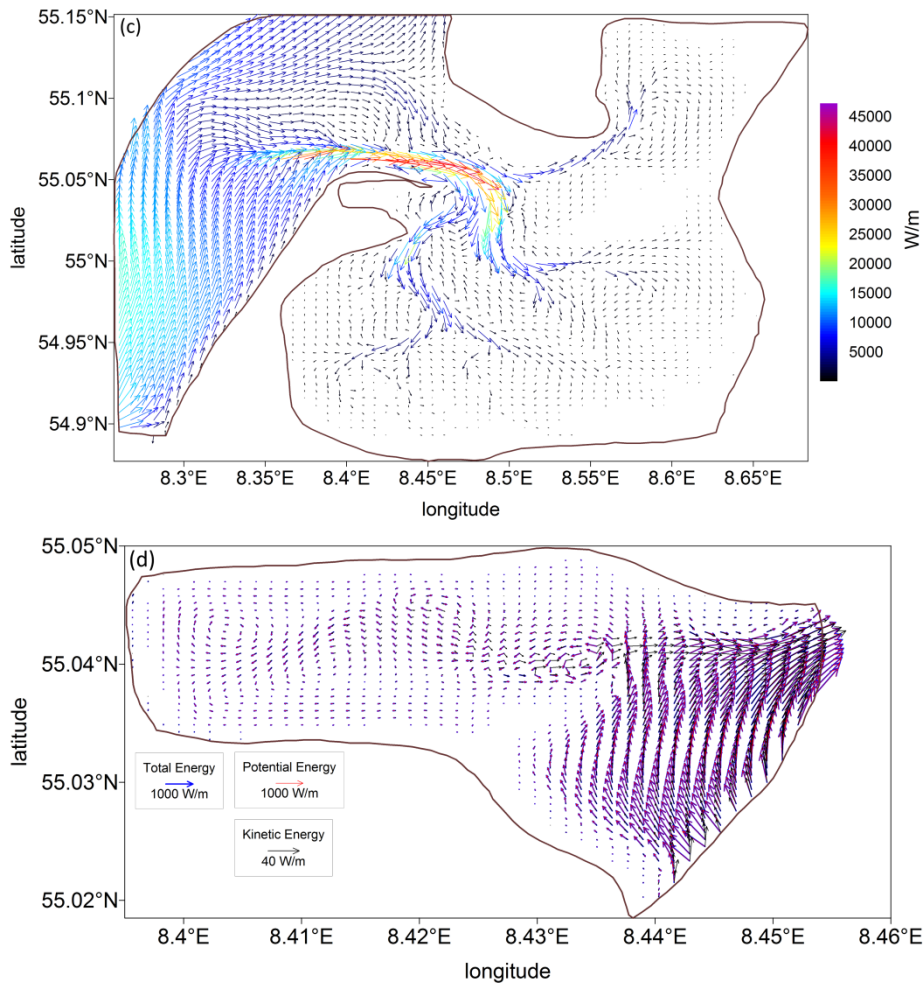 (c)
55.15°N
55.1°N
55.05°N
55°N
54.95°N
54.9°N
latitude
8.3°E 8.35°E 8.4°E 8.45°E 8.5°E 8.55°E 8.6°E 8.65°E
longitude
45000
40000
35000
30000
25000
20000
15000
10000
5000
W/m
(d)
55.05°N
55.04°N
55.03°N
55.02°N
latitude
Total Energy
1000 W/m
Potential Energy
1000 W/m
Kinetic Energy
40 W/m
8.4°E 8.41°E 8.42°E 8.43°E 8.44°E 8.45°E 8.46°E
longitude